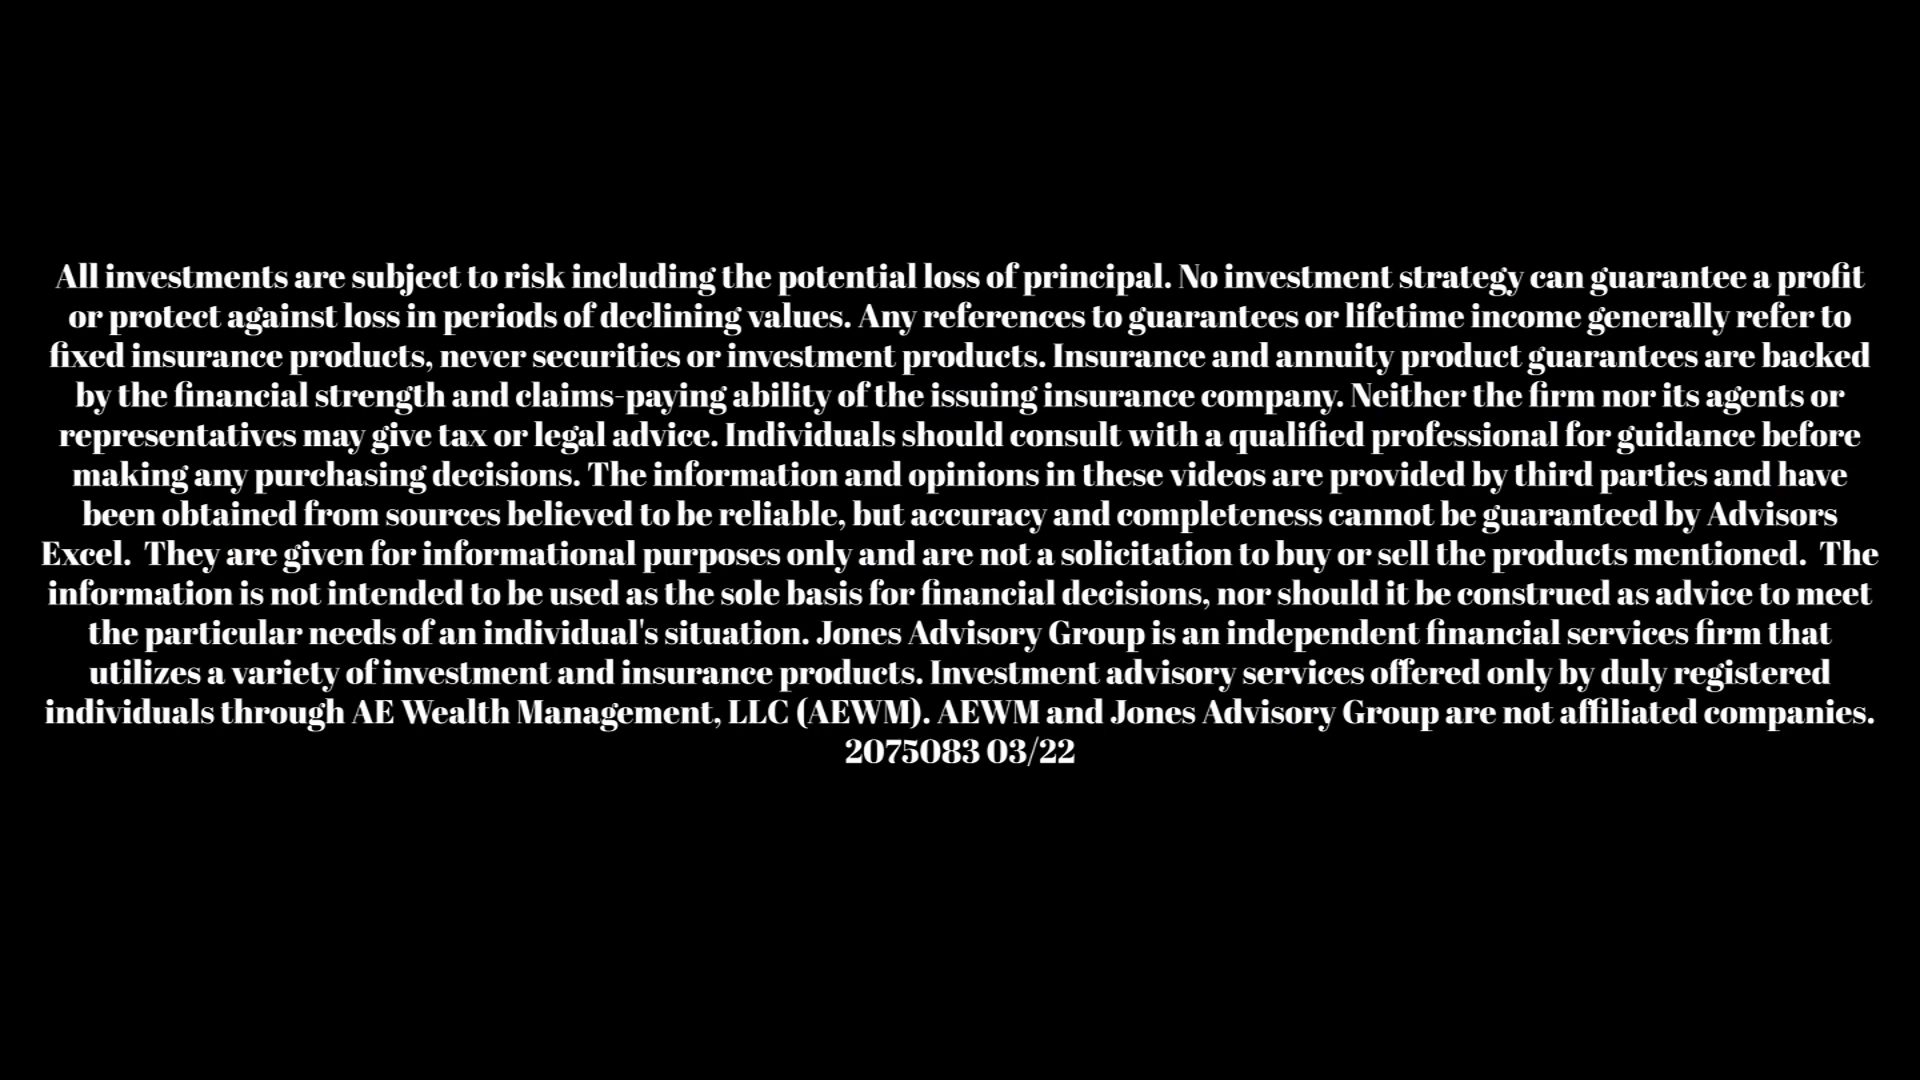 All investments are subject to risk including the potential loss of principal. No investment strategy can guarantee a profit
or protect against loss in periods of declining values. Any references to guarantees or lifetime income generally refer to
fixed insurance products, never securities or investment products. Insurance and annuity product guarantees are backed
by the financial strength and claims-paying ability of the issuing insurance company. Neither the firm nor its agents or
representatives may give tax or legal advice. Individuals should consult with a qualified professional for guidance before
making any purchasing decisions. The information and opinions in these videos are provided by third parties and have
been obtained from sources believed to be reliable, but accuracy and completeness cannot be guaranteed by Advisors
Excel.  They are given for informational purposes only and are not a solicitation to buy or sell the products mentioned.  The
information is not intended to be used as the sole basis for financial decisions, nor should it be construed as advice to meet
the particular needs of an individual's situation. Jones Advisory Group is an independent financial services firm that
utilizes a variety of investment and insurance products. Investment advisory services offered only by duly registered
individuals through AE Wealth Management, LLC (AEWM). AEWM and Jones Advisory Group are not affiliated companies.
2075083 03/22